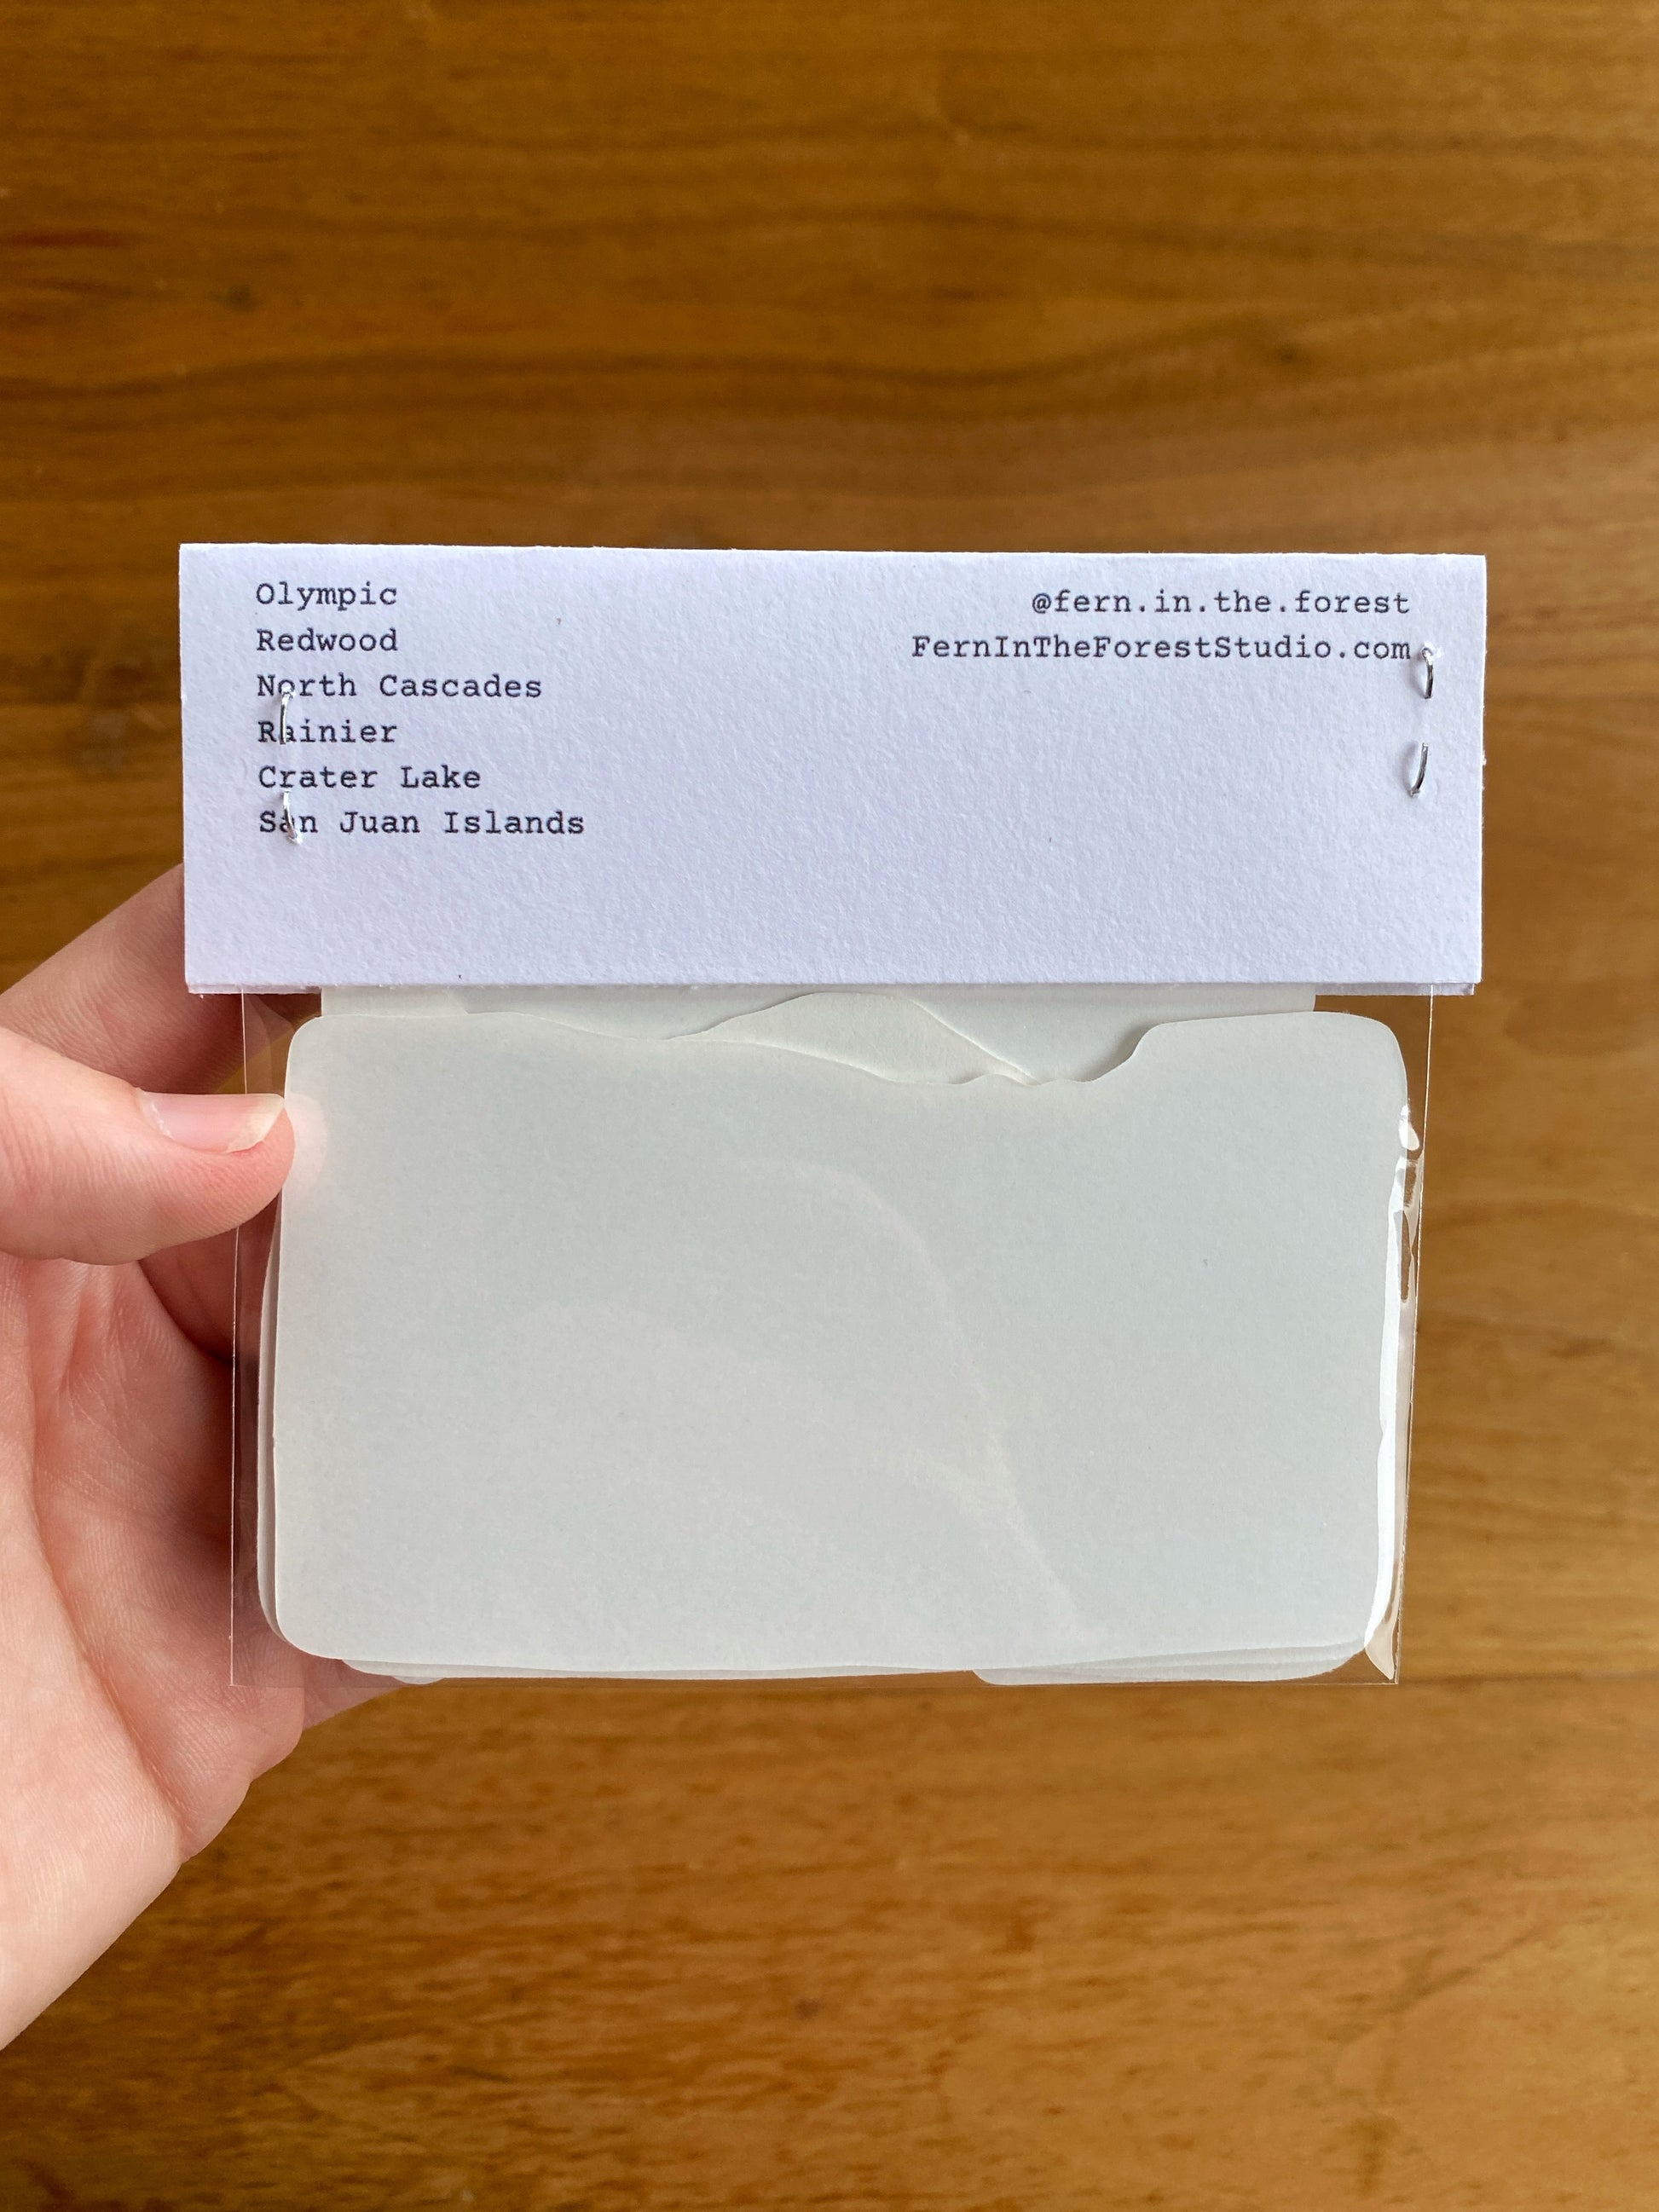 Olympic
Redwood
North Cascades
Rainier
Crater Lake
San Juan Islands
@fern.in.the.forest
FernInTheForestStudio.com